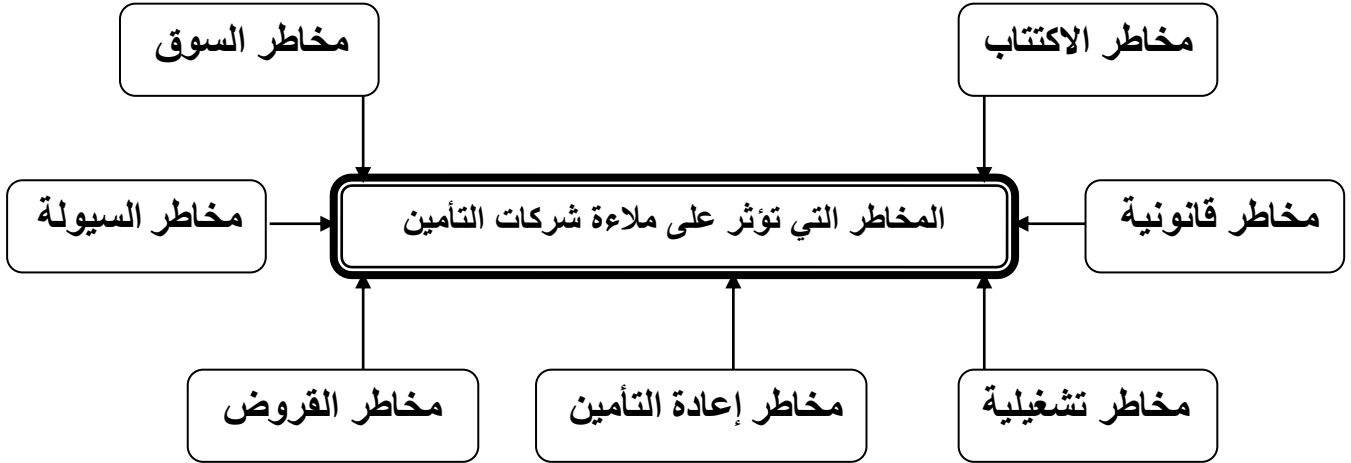 مخاطر الاكتتاب
مخاطر السوق
مخاطر قانونية
المخاطر التي تؤثر على ملاءة شركات التأمين
مخاطر السيولة
مخاطر تشغيلية
مخاطر إعادة التأمين
مخاطر القروض